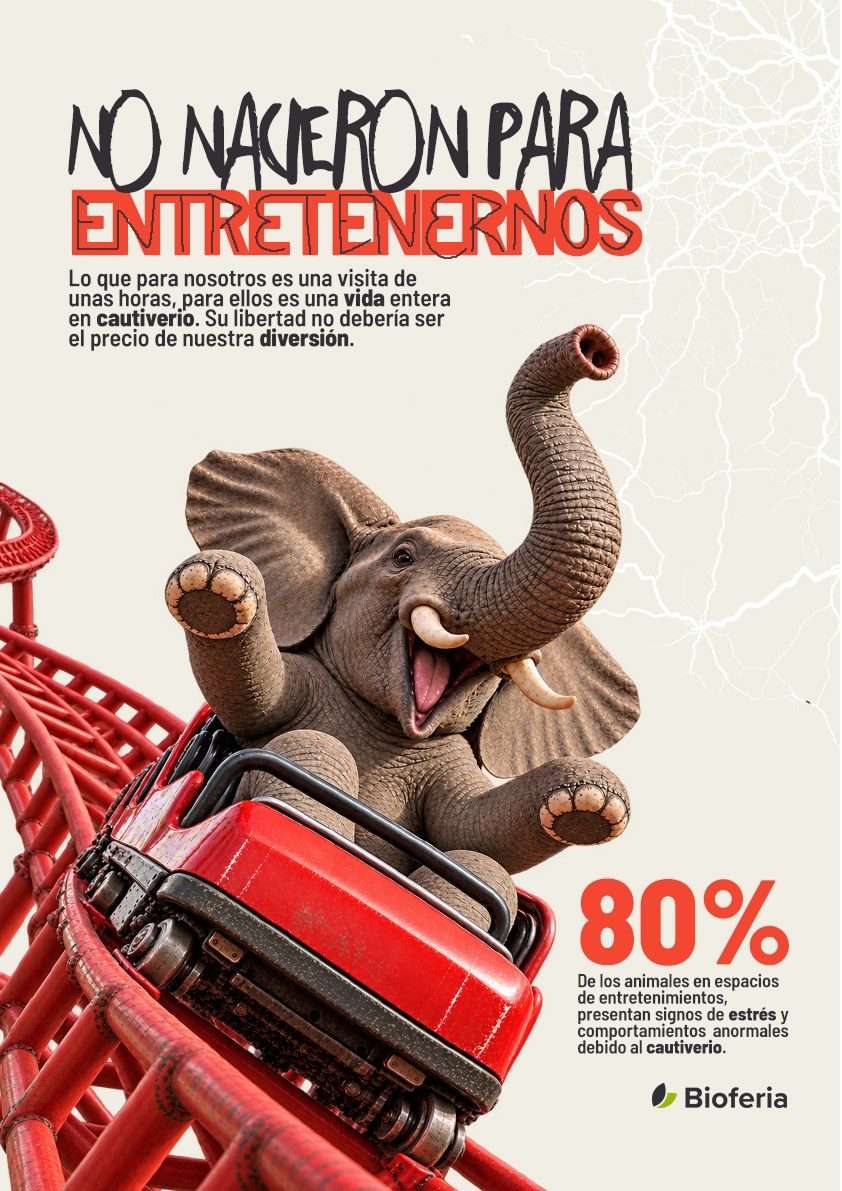 NO NACIERON PARA
ENTRETENERNOS
Lo que para nosotros es una visita de
unas horas, para ellos es una vida entera
en cautiverio. Su libertad no debería ser
el precio de nuestra diversión.
80%
De los animales en espacios
de entretenimientos,
presentan signos de estrés y
comportamientos anormales
debido al cautiverio.
Bioferia